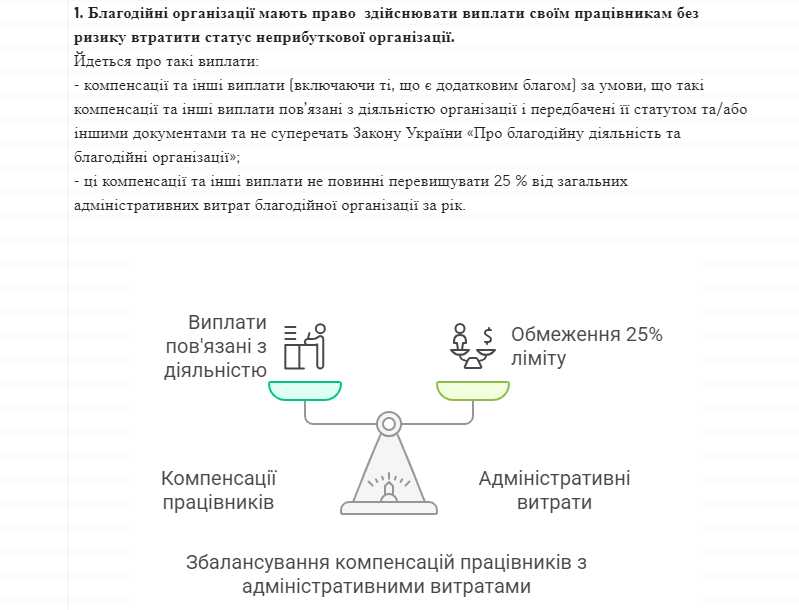 1. Благодійні організації мають право здійснювати виплати своїм працівникам без
ризику втратити статус неприбуткової організації.
Йдеться про такі виплати:
- компенсації та інші виплати (включаючи ті, що є додатковим благом) за умови, що такі
компенсації та інші виплати пов'язані з діяльністю організації і передбачені її статутом та/або
іншими документами та не суперечать Закону України «Про благодійну діяльність та
благодійні організації»;
- ці компенсації та інші виплати не повинні перевищувати 25 % від загальних
адміністративних витрат благодійної організації за рік.
Виплати
пов'язані з
діяльністю
$
Обмеження 25%
ліміту
Компенсації
працівників
Адміністративні
витрати
Збалансування компенсацій працівників з
адміністративними витратами